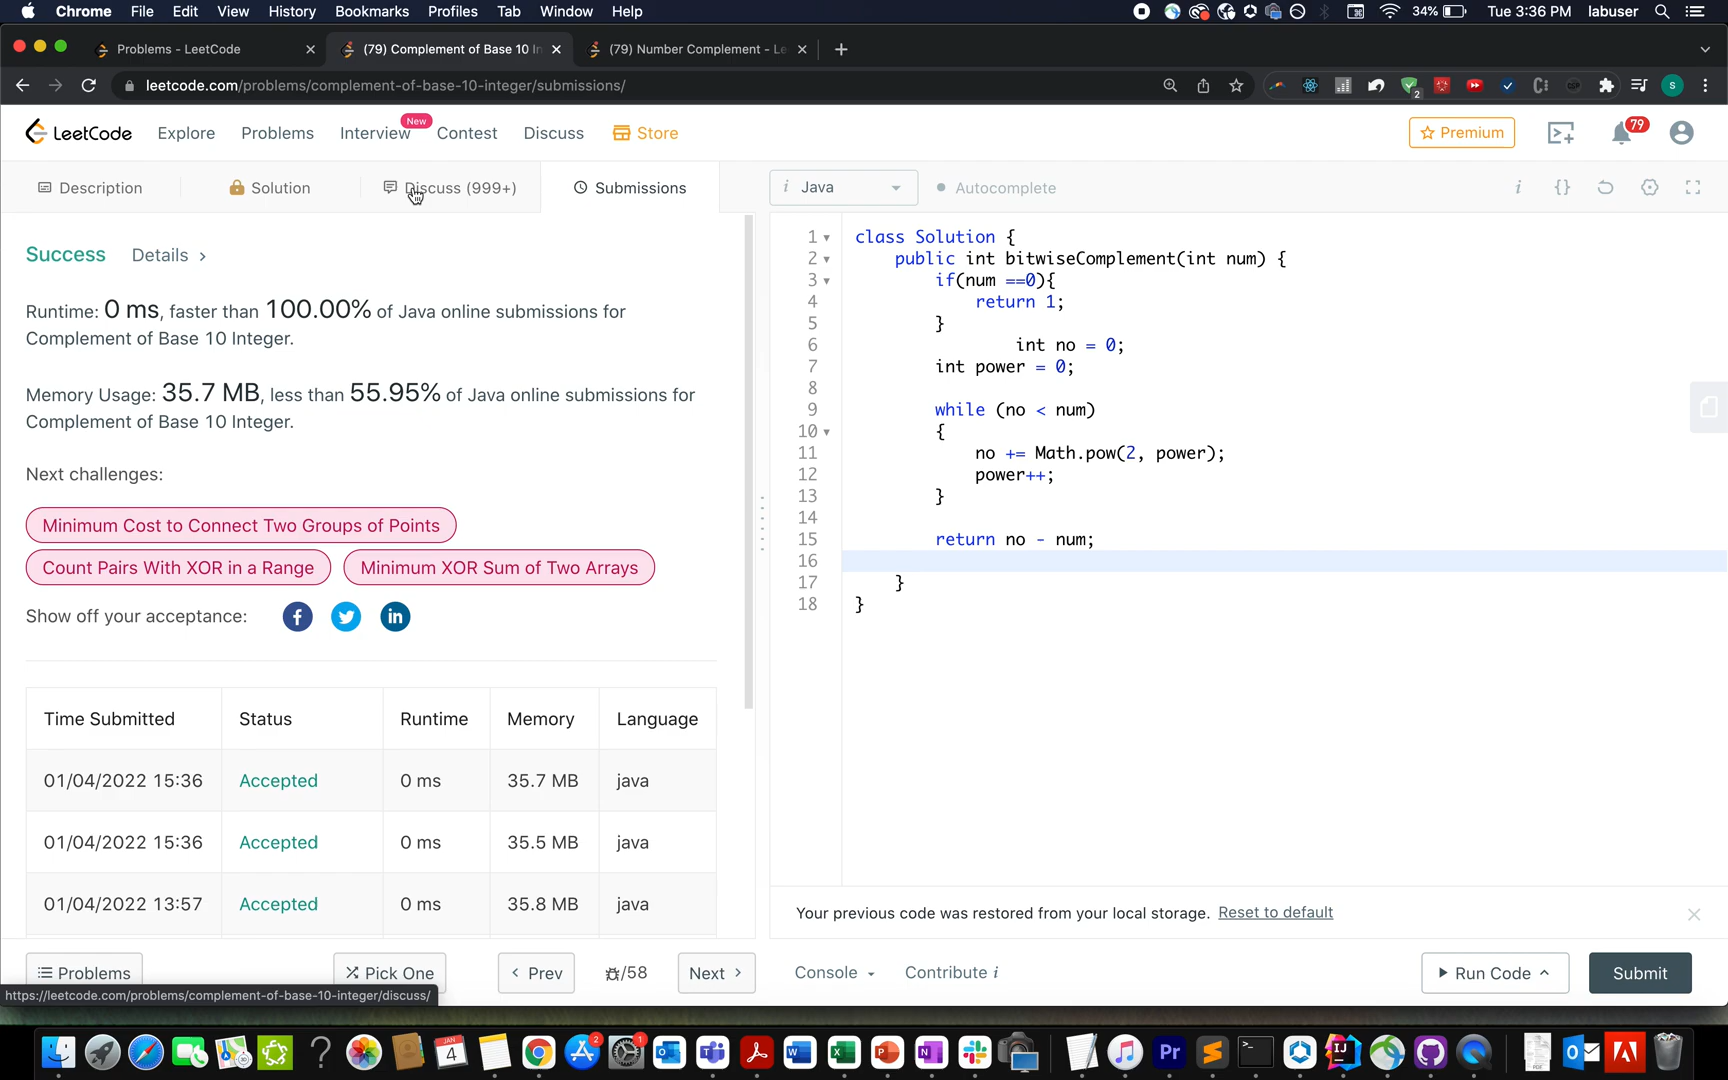 Chrome File Edit View History Bookmarks Profiles Tab Window Help 34% Tue 3:36 PM labuser
Problems - LeetCode
(79) Complement of Base 10 In
(79) Number Complement - Le
leetcode.com/problems/complement-of-base-10-integer/submissions/
2
S
LeetCode Explore Problems Interview New Contest Discuss Store Premium 79
Description Solution Discuss (999+) Submissions
i Java Autocomplete i {}
Success Details >
Runtime: 0 ms, faster than 100.00% of Java online submissions for
Complement of Base 10 Integer.
Memory Usage: 35.7 MB, less than 55.95% of Java online submissions for
Complement of Base 10 Integer.
Next challenges:
Minimum Cost to Connect Two Groups of Points
Count Pairs With XOR in a Range
Minimum XOR Sum of Two Arrays
Show off your acceptance:
Time Submitted Status Runtime Memory Language
01/04/2022 15:36 Accepted 0 ms 35.7 MB java
01/04/2022 15:36 Accepted 0 ms 35.5 MB java
01/04/2022 13:57 Accepted 0 ms 35.8 MB java
1 class Solution {
2 public int bitwiseComplement(int num) {
3 if(num ==0){
4 return 1;
5 }
6 int no = 0;
7 int power = 0;
8
9 while (no < num)
10 {
11 no += Math.pow(2, power);
12 power++;
13 }
14
15 return no - num;
16
17 }
18 }
Your previous code was restored from your local storage. Reset to default
Problems Pick One < Prev /58 Next >
Console Contribute i Run Code Submit
https://leetcode.com/problems/complement-of-base-10-integer/discuss/
JAN
4
2
1